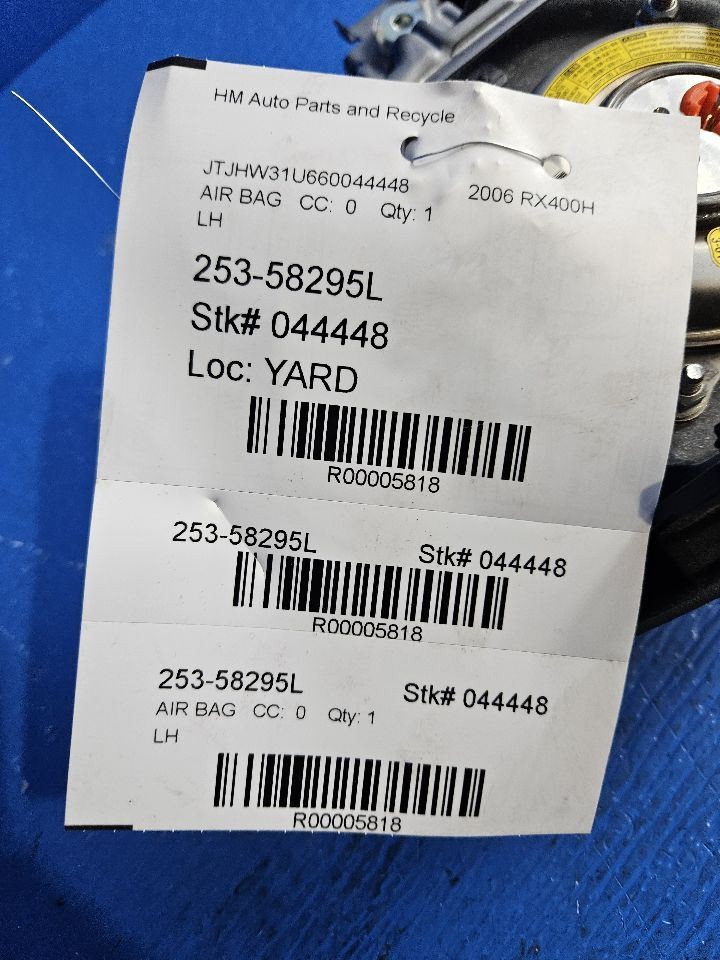 HM Auto Parts and Recycle
JTJHW31U660044448 2006 RX400H
AIR BAG CC: 0 Qty: 1
LH
253-58295L
Stk# 044448
Loc: YARD
R00005818
253-58295L Stk# 044448
R00005818
253-58295L Stk# 044448
AIR BAG CC: 0 Qty: 1
LH
R00005818